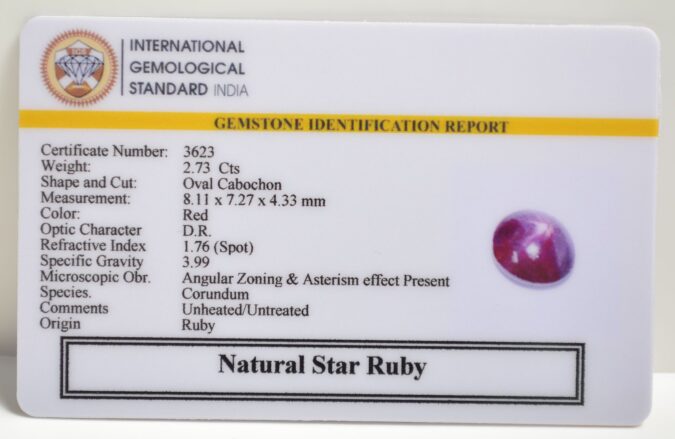 INTERNATIONAL
GEMOLOGICAL
STANDARD INDIA
GEMSTONE IDENTIFICATION REPORT
Certificate Number: 3623
Weight: 2.73 Cts
Shape and Cut: Oval Cabochon
Measurement: 8.11 x 7.27 x 4.33 mm
Color: Red
Optic Character D.R.
Refractive Index 1.76 (Spot)
Specific Gravity 3.99
Microscopic Obr. Angular Zoning & Asterism effect Present
Species. Corundum
Comments Unheated/Untreated
Origin Ruby
Natural Star Ruby